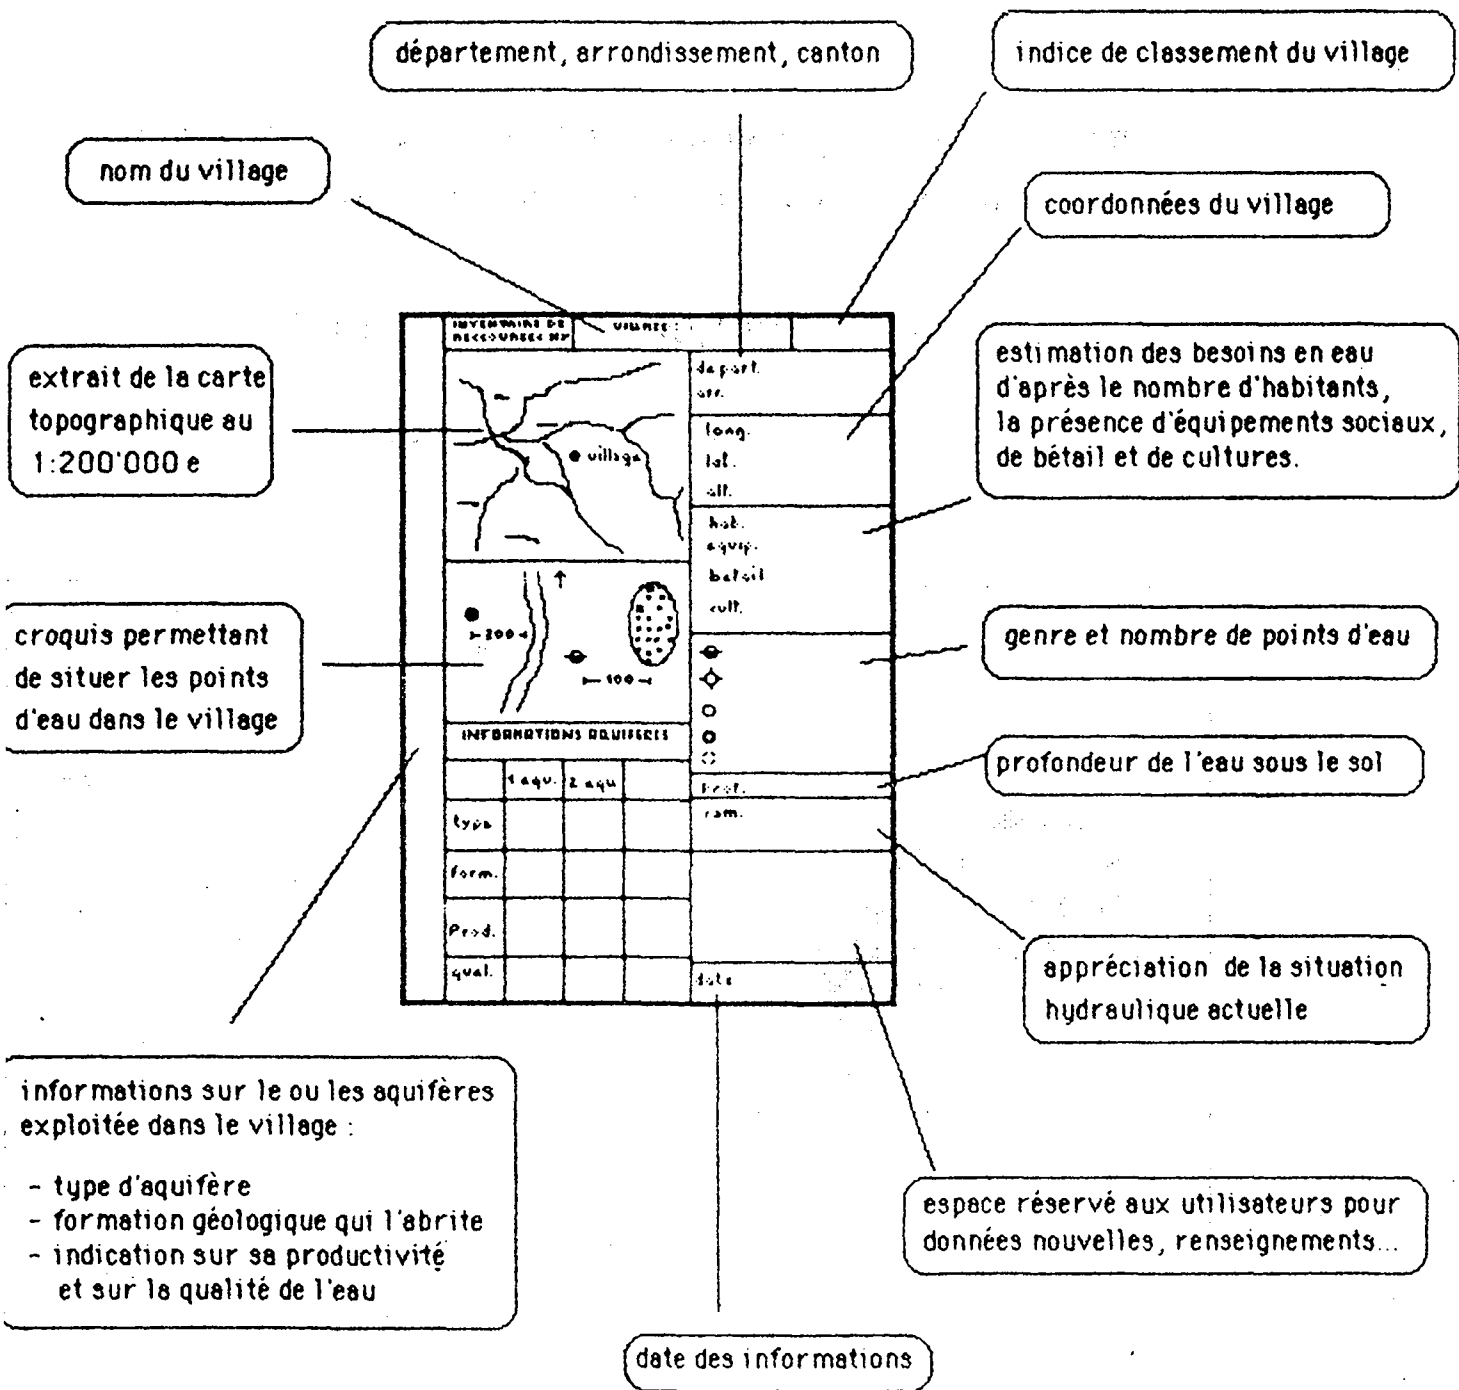 département, arrondissement, canton
indice de classement du village
nom du village
coordonnées du village
INVENTAIRE DE
RESSOURCES
extrait de la carte
topographique au
1:200'000 e
village
départ.
arr.
long.
lat.
alt.
hab.
equip.
betail
cult.
estimation des besoins en eau
d'après le nombre d'habitants,
la présence d'équipements sociaux,
de bétail et de cultures.
croquis permettant
de situer les points
d'eau dans le village
200
100
genre et nombre de points d'eau
INFORMATIONS AQUIFERES
1 aqu. 2 aqu
type
form.
Prod.
qual.
Prof.
rem.
date
profondeur de l'eau sous le sol
appréciation de la situation
hydraulique actuelle
informations sur le ou les aquifères
exploitée dans le village :
- type d'aquifère
- formation géologique qui l'abrite
- indication sur sa productivité
et sur la qualité de l'eau
espace réservé aux utilisateurs pour
données nouvelles, renseignements...
date des informations